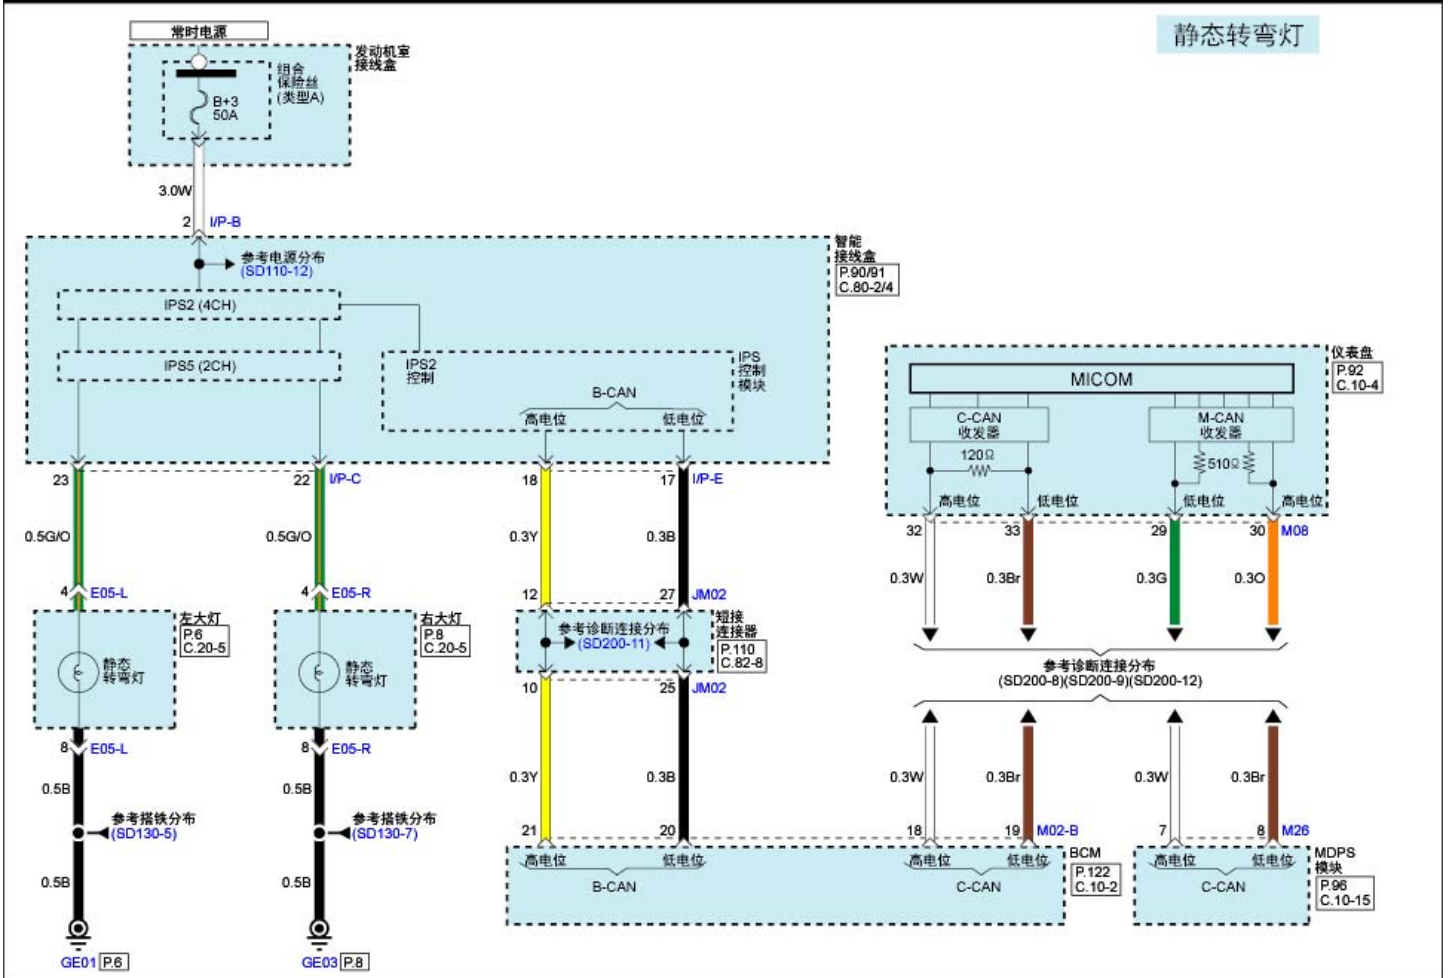 静态转弯灯
常时电源
发动机室
接线盒
组合
保险丝
(类型A)
B+3
50A
3.0W
2 I/P-B
参考电源分布
(SD110-12)
智能
接线盒
P.90/91
C.80-2/4
IPS2 (4CH)
IPS5 (2CH)
IPS2
控制
IPS
控制
模块
B-CAN
高电位 低电位
仪表盘
P.92
C.10-4
MICOM
C-CAN
收发器
M-CAN
收发器
120Ω
510Ω
高电位 低电位 低电位 高电位
23 22 I/P-C 18 17 I/P-E
32 33 29 30 M08
0.5G/O 0.5G/O 0.3Y 0.3B
0.3W 0.3Br 0.3G 0.3O
4 E05-L 4 E05-R 12 27 JM02
左大灯
P.6
C.20-5
右大灯
P.8
C.20-5
短接
连接器
P.110
C.82-8
参考诊断连接分布
(SD200-11)
静态
转弯灯
静态
转弯灯
参考诊断连接分布
(SD200-8)(SD200-9)(SD200-12)
10 25 JM02
8 E05-L 8 E05-R
0.5B 0.5B 0.3Y 0.3B 0.3W 0.3Br 0.3W 0.3Br
参考搭铁分布
(SD130-5)
参考搭铁分布
(SD130-7)
21 20 18 19 M02-B 7 8 M26
高电位 低电位 高电位 低电位 高电位 低电位
B-CAN C-CAN C-CAN
BCM
P.122
C.10-2
MDPS
模块
P.96
C.10-15
0.5B 0.5B
GE01 P.6 GE03 P.8